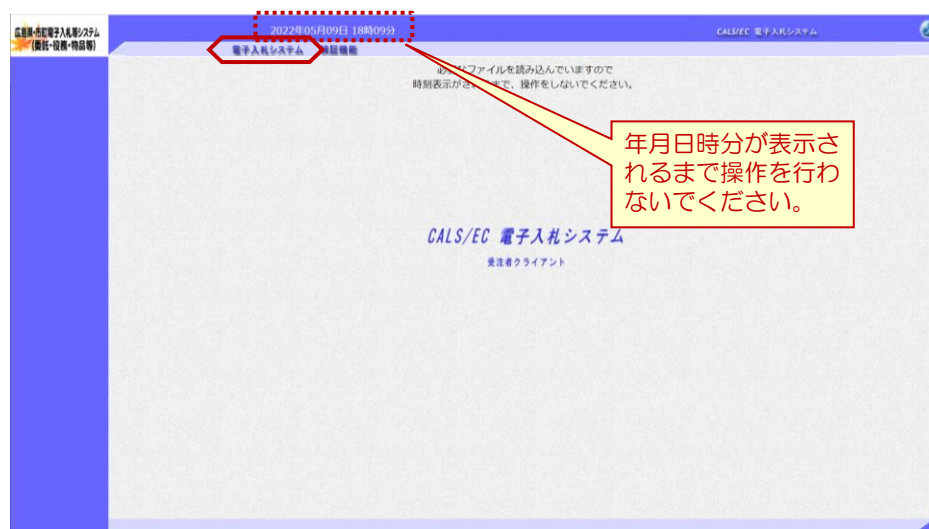 広島県・市町電子入札等システム
(委託・役務・物品等)
2022年05月09日 18時09分
CALS/EC 電子入札システム
電子入札システム 検証機能
必要なファイルを読み込んでいますので
時刻表示がされるまで、操作をしないでください。
年月日時分が表示さ
れるまで操作を行わ
ないでください。
CALS/EC 電子入札システム
受注者クライアント